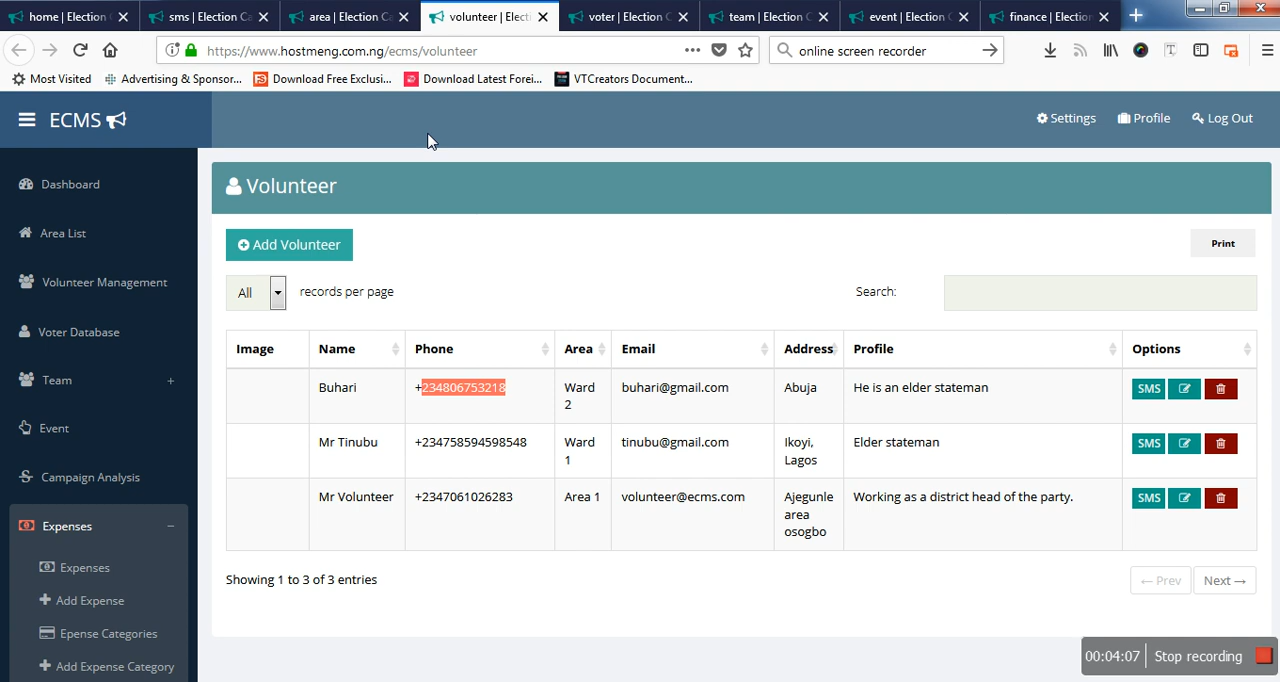 home | Election
sms | Election Ca
area | Election Ca
volunteer | Elect
voter | Election C
team | Election C
event | Election C
finance | Election
https://www.hostmeng.com.ng/ecms/volunteer
online screen recorder
Most Visited
Advertising & Sponsor...
Download Free Exclusi...
Download Latest Forei...
VTCreators Document...
ECMS
Settings
Profile
Log Out
Dashboard
Area List
Volunteer Management
Voter Database
Team +
Event
Campaign Analysis
Expenses −
Expenses
Add Expense
Epense Categories
Add Expense Category
Volunteer
Add Volunteer
Print
All records per page
Search:
Image Name Phone Area Email Address Profile Options
Buhari +234806753218 Ward 2 buhari@gmail.com Abuja He is an elder stateman SMS
Mr Tinubu +234758594598548 Ward 1 tinubu@gmail.com Ikoyi, Lagos Elder stateman SMS
Mr Volunteer +2347061026283 Area 1 volunteer@ecms.com Ajegunle area osogbo Working as a district head of the party. SMS
Showing 1 to 3 of 3 entries
← Prev Next →
00:04:07 Stop recording